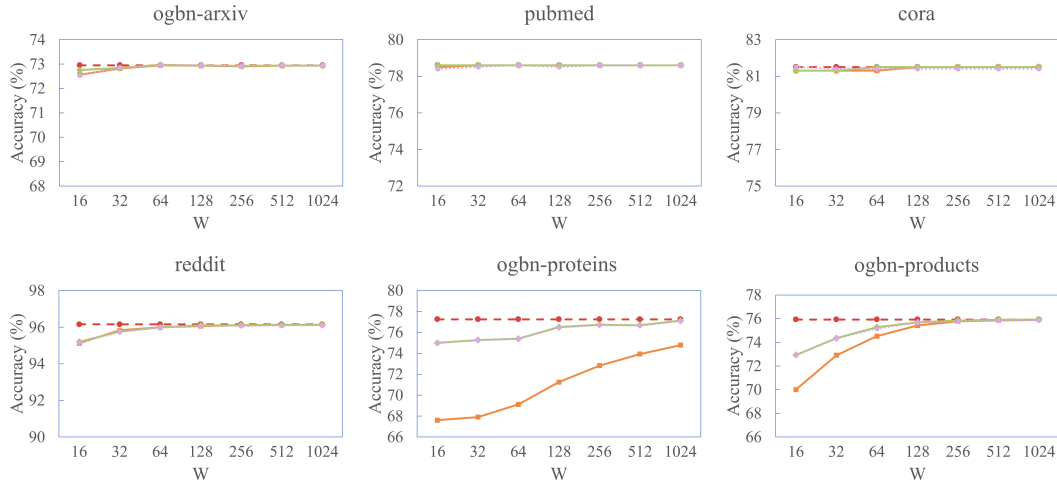 ogbn-arxiv
Accuracy (%)
74
73
72
71
70
69
68
16 32 64 128 256 512 1024
W
pubmed
Accuracy (%)
80
78
76
74
72
16 32 64 128 256 512 1024
W
cora
Accuracy (%)
83
81
79
77
75
16 32 64 128 256 512 1024
W
reddit
Accuracy (%)
98
96
94
92
90
16 32 64 128 256 512 1024
W
ogbn-proteins
Accuracy (%)
80
78
76
74
72
70
68
66
16 32 64 128 256 512 1024
W
ogbn-products
Accuracy (%)
78
76
74
72
70
68
66
16 32 64 128 256 512 1024
W